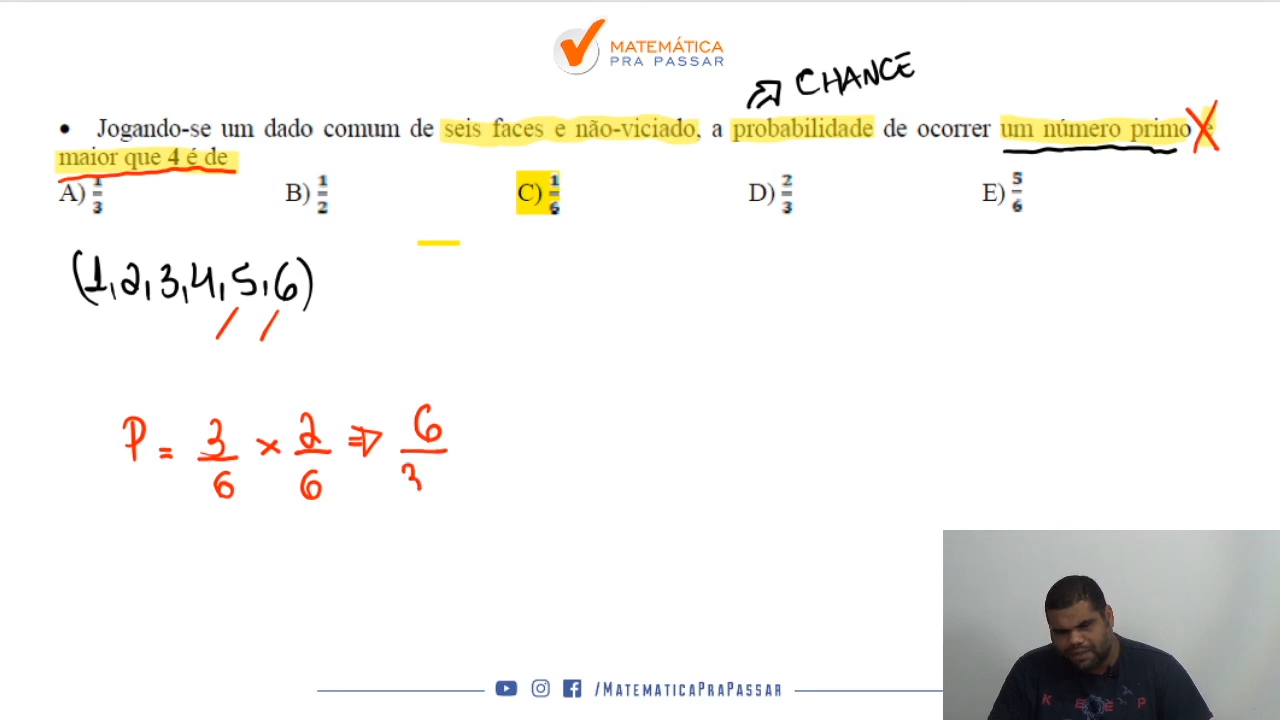 MATEMÁTICA
PRA PASSAR
CHANCE
• Jogando-se um dado comum de seis faces e não-viciado, a probabilidade de ocorrer um número primo e
maior que 4 é de
A) 1/3 B) 1/2 C) 1/6 D) 2/3 E) 5/6
(1,2,3,4,5,6)
P = 3/6 × 2/6 ⇒ 6/3
KEEP
/MATEMATICAPRAPASSAR